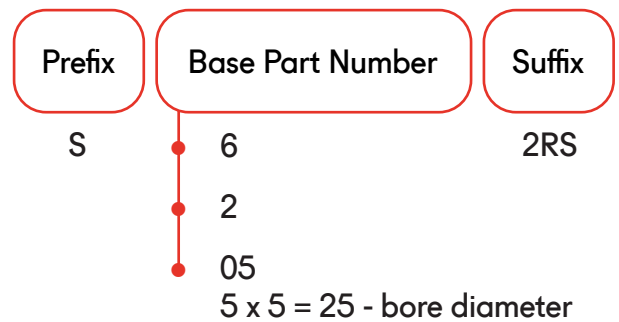 Prefix Base Part Number Suffix
S 6 2RS
2
05
5 x 5 = 25 - bore diameter